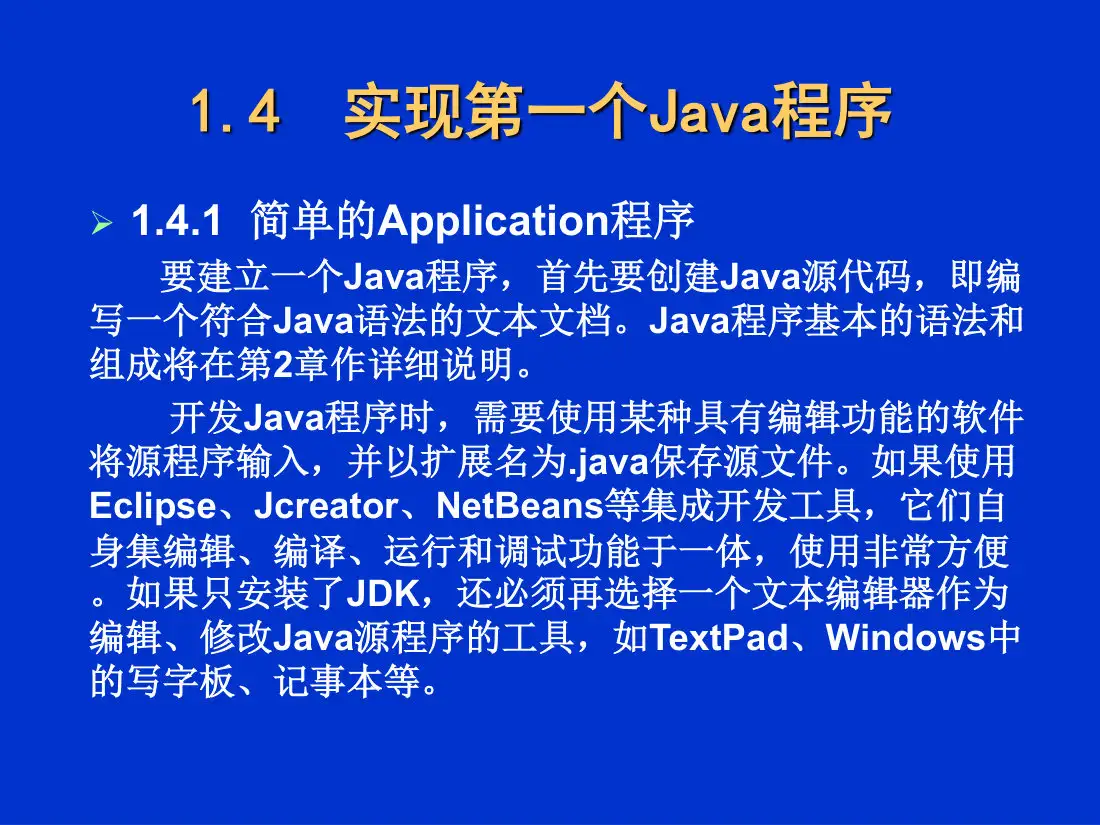 1.4 实现第一个Java程序
1.4.1 简单的Application程序
要建立一个Java程序，首先要创建Java源代码，即编
写一个符合Java语法的文本文档。Java程序基本的语法和
组成将在第2章作详细说明。
开发Java程序时，需要使用某种具有编辑功能的软件
将源程序输入，并以扩展名为.java保存源文件。如果使用
Eclipse、Jcreator、NetBeans等集成开发工具，它们自
身集编辑、编译、运行和调试功能于一体，使用非常方便
。如果只安装了JDK，还必须再选择一个文本编辑器作为
编辑、修改Java源程序的工具，如TextPad、Windows中
的写字板、记事本等。